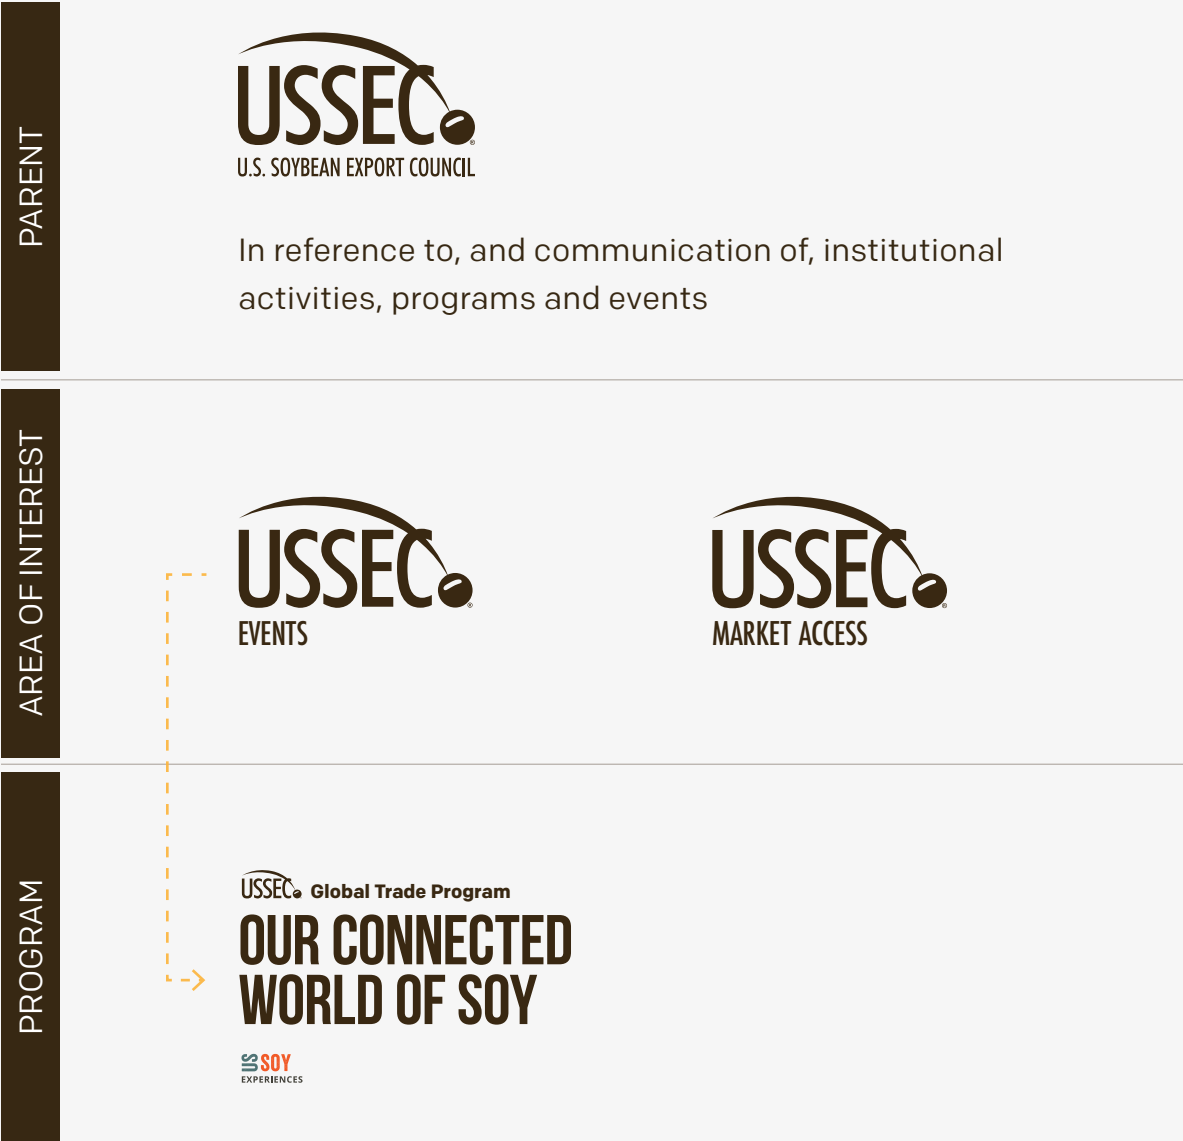 PARENT
USSEC®
U.S. SOYBEAN EXPORT COUNCIL
In reference to, and communication of, institutional
activities, programs and events
AREA OF INTEREST
USSEC®
EVENTS
USSEC®
MARKET ACCESS
PROGRAM
USSEC Global Trade Program
OUR CONNECTED
WORLD OF SOY
US SOY
EXPERIENCES